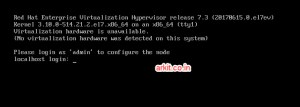 Red Hat Enterprise Virtualization Hypervisor release 7.3 (20170615.0.el7ev)
Kernel 3.10.0-514.21.2.el7.x86_64 on an x86_64 (tty1)
Virtualization hardware is unavailable.
(No virtualization hardware was detected on this system)
Please login as 'admin' to configure the node
localhost login: _
arkit.co.in